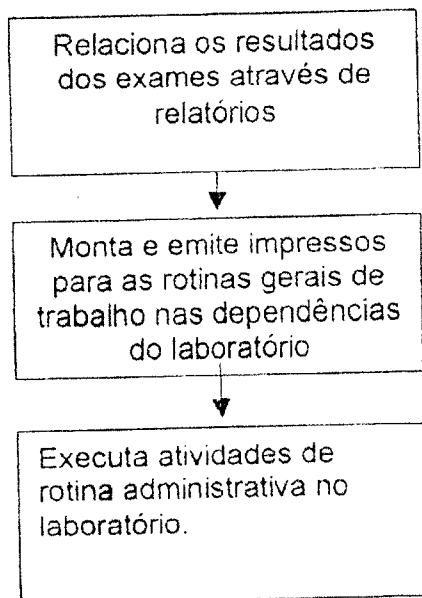 Relaciona os resultados
dos exames através de
relatórios
Monta e emite impressos
para as rotinas gerais de
trabalho nas dependências
do laboratório
Executa atividades de
rotina administrativa no
laboratório.